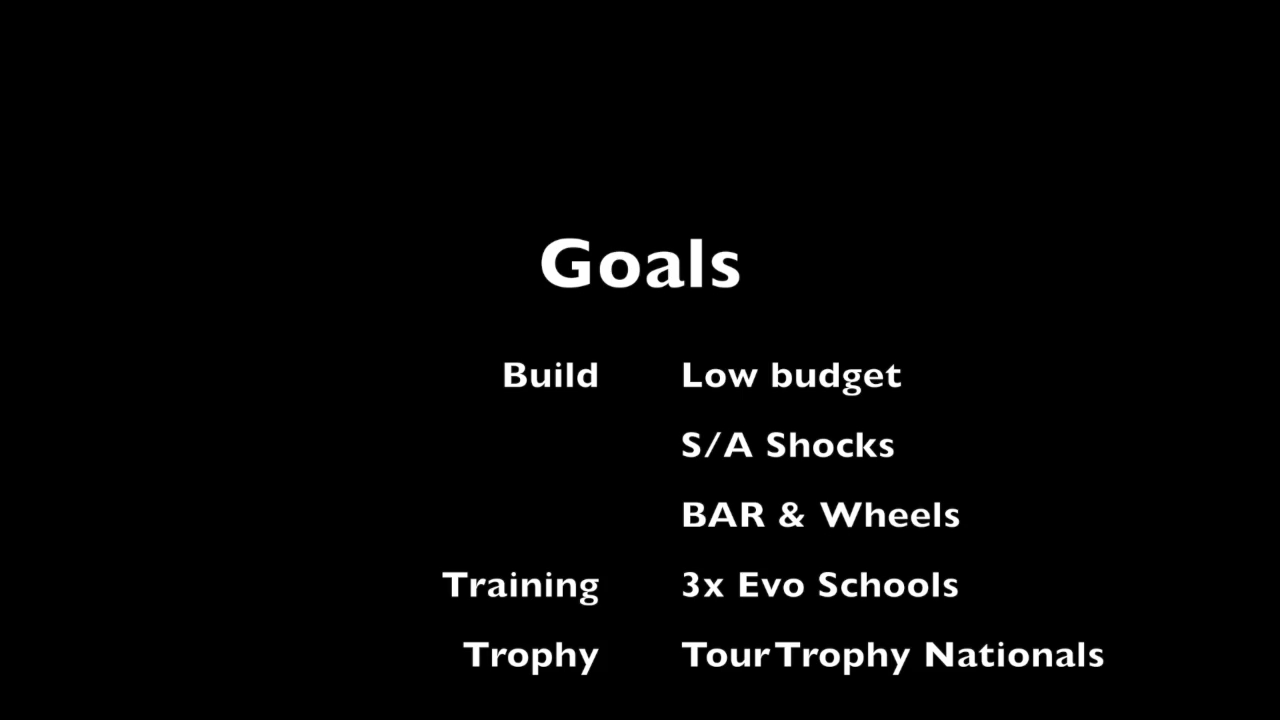 Goals
Build Low budget
S/A Shocks
BAR & Wheels
Training 3x Evo Schools
Trophy Tour Trophy Nationals